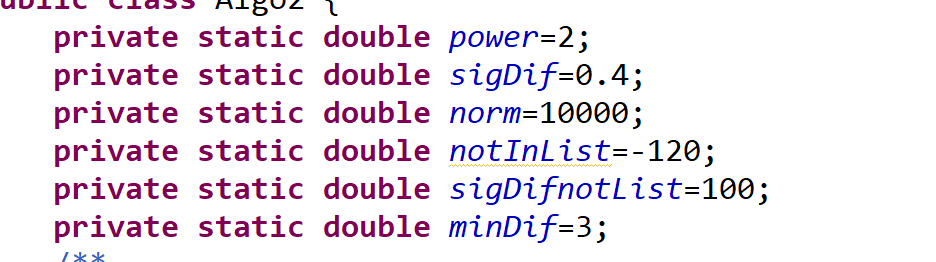 public class Algo2 {
private static double power=2;
private static double sigDif=0.4;
private static double norm=10000;
private static double notInList=-120;
private static double sigDifnotList=100;
private static double minDif=3;
/**